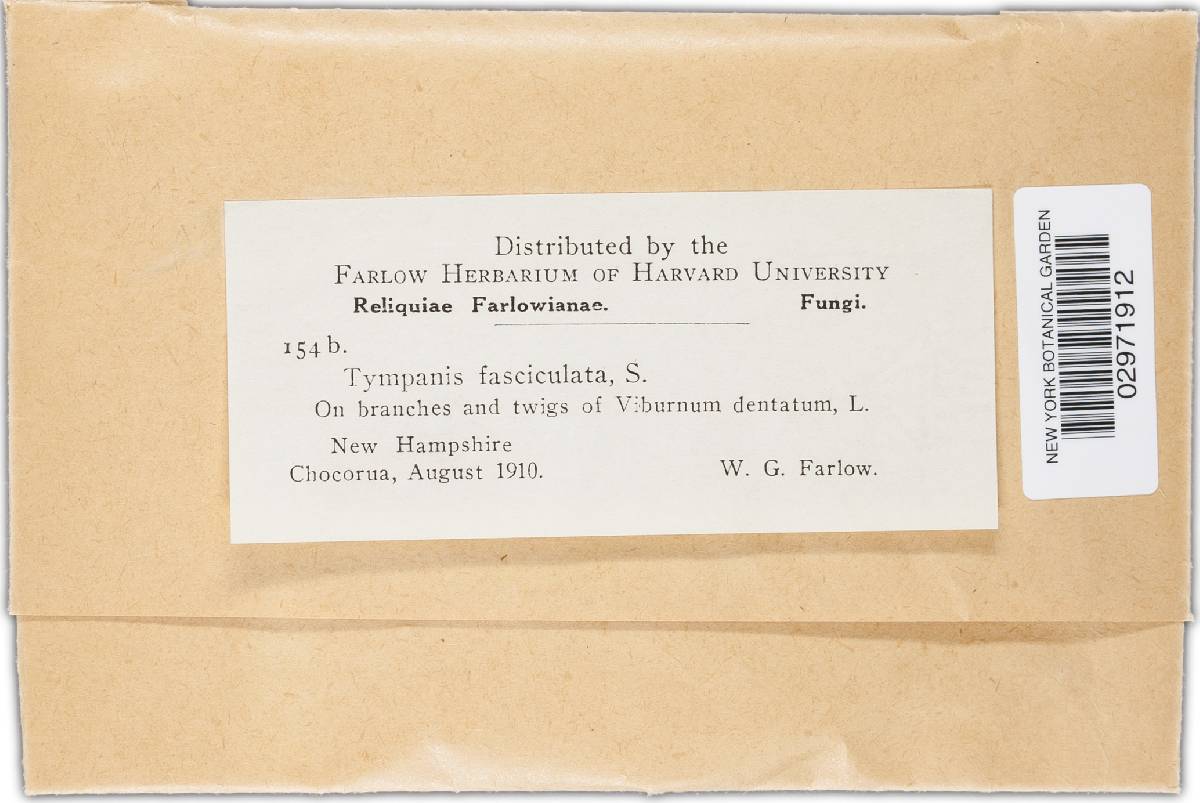 Distributed by the
FARLOW HERBARIUM OF HARVARD UNIVERSITY
Reliquiae Farlowianae. Fungi.
154 b.
Tympanis fasciculata, S.
On branches and twigs of Viburnum dentatum, L.
New Hampshire
Chocorua, August 1910. W. G. Farlow.
NEW YORK BOTANICAL GARDEN
02971912